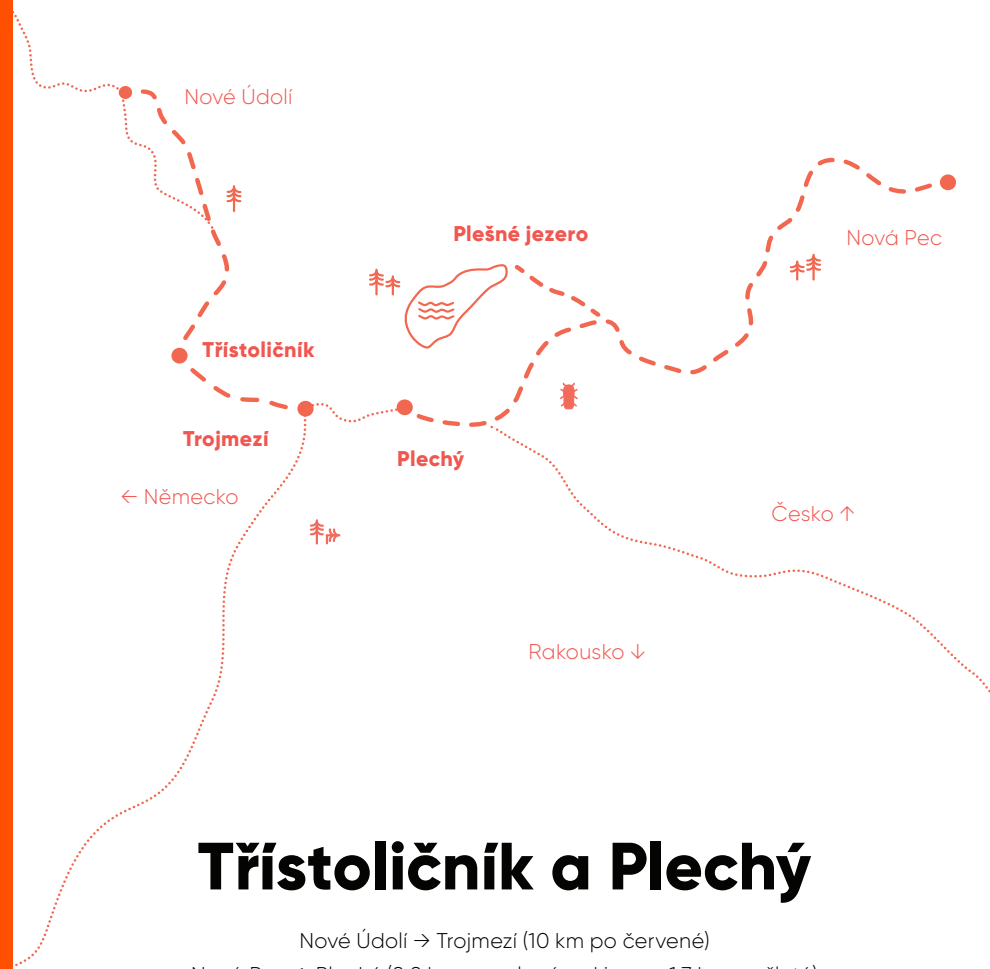 Nové Údolí
Plešné jezero
Nová Pec
Třístoličník
Trojmezí
Plechý
← Německo
Česko ↑
Rakousko ↓
Třístoličník a Plechý
Nové Údolí → Trojmezí (10 km po červené)